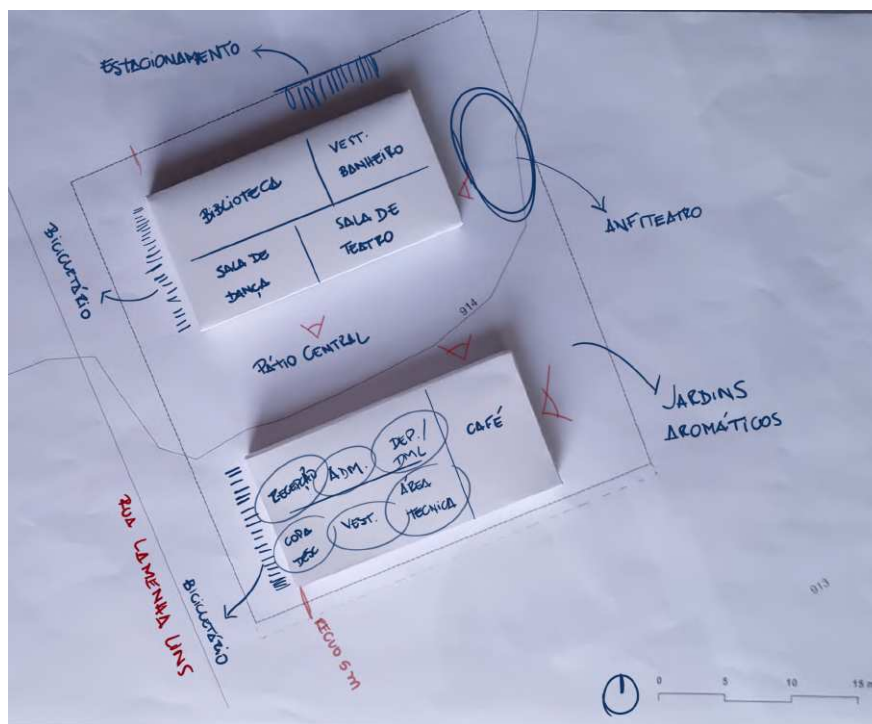 ESTACIONAMENTO
VEST.
BANHEIRO
BIBLIOTECA
SALA DE
TEATRO
SALA DE
DANÇA
ANFITEATRO
BICICLETÁRIO
914
PÁTIO CENTRAL
JARDINS
AROMÁTICOS
CAFÉ
DEP./
DML
ADM.
RECEPÇÃO
ÁREA
TÉCNICA
VEST.
COPA
DESC
RUA LAMENHA LINS
BICICLETÁRIO
RECUO 5 m
913
0 5 10 15 m